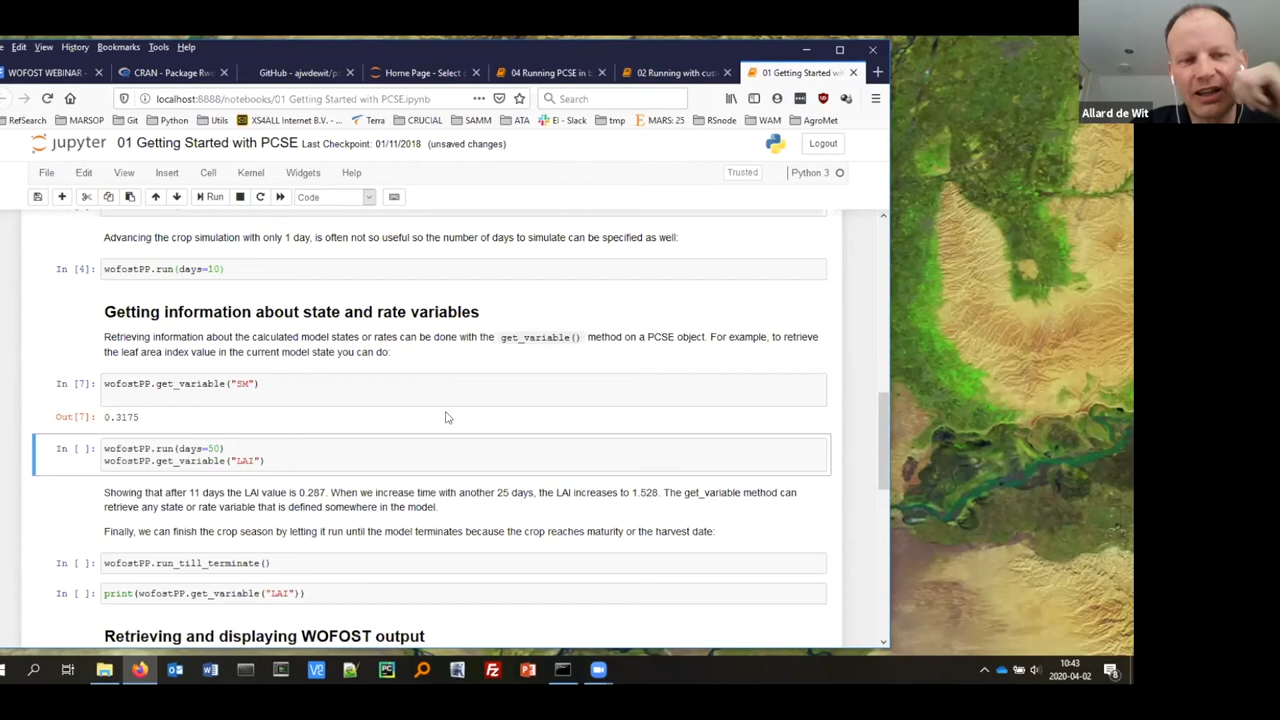 Edit View History Bookmarks Tools Help
WOFOST WEBINAR - CRAN - Package Rw GitHub - ajwdewit/p Home Page - Select 04 Running PCSE in b 02 Running with cus 01 Getting Started wit
localhost:8888/notebooks/01 Getting Started with PCSE.ipynb Search
RefSearch MARSOP Git Python Utils XS4ALL Internet B.V. - ... Terra CRUCIAL SAMM ATA El - Slack tmp MARS: 25 RSnode WAM AgroMet
Allard de Wit
jupyter 01 Getting Started with PCSE Last Checkpoint: 01/11/2018 (unsaved changes) Logout
File Edit View Insert Cell Kernel Widgets Help Trusted Python 3
Run Code
Advancing the crop simulation with only 1 day, is often not so useful so the number of days to simulate can be specified as well:
In [4]: wofostPP.run(days=10)
Getting information about state and rate variables
Retrieving information about the calculated model states or rates can be done with the get_variable() method on a PCSE object. For example, to retrieve
the leaf area index value in the current model state you can do:
In [7]: wofostPP.get_variable("SM")
Out[7]: 0.3175
In [ ]: wofostPP.run(days=50)
wofostPP.get_variable("LAI")
Showing that after 11 days the LAI value is 0.287. When we increase time with another 25 days, the LAI increases to 1.528. The get_variable method can
retrieve any state or rate variable that is defined somewhere in the model.
Finally, we can finish the crop season by letting it run until the model terminates because the crop reaches maturity or the harvest date:
In [ ]: wofostPP.run_till_terminate()
In [ ]: print(wofostPP.get_variable("LAI"))
Retrieving and displaying WOFOST output
10:43
2020-04-02